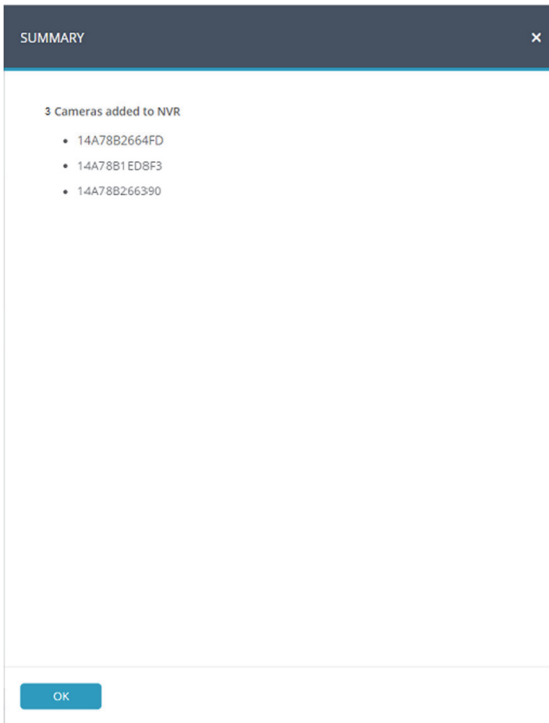 SUMMARY
×
3 Cameras added to NVR
• 14A78B2664FD
• 14A78B1ED8F3
• 14A78B266390
OK